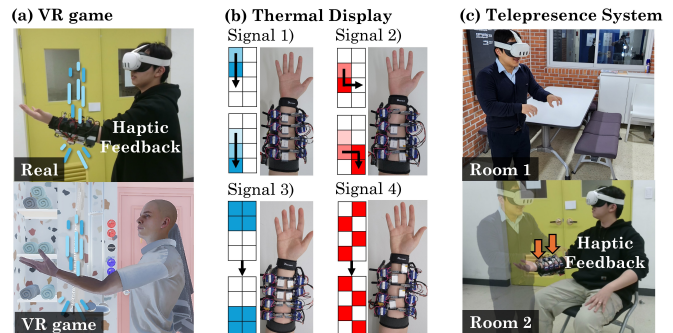 (a) VR game
(b) Thermal Display
(c) Telepresence System
Signal 1)
Signal 2)
Haptic
Feedback
Real
Room 1
Signal 3)
Signal 4)
VR game
Haptic
Feedback
Room 2